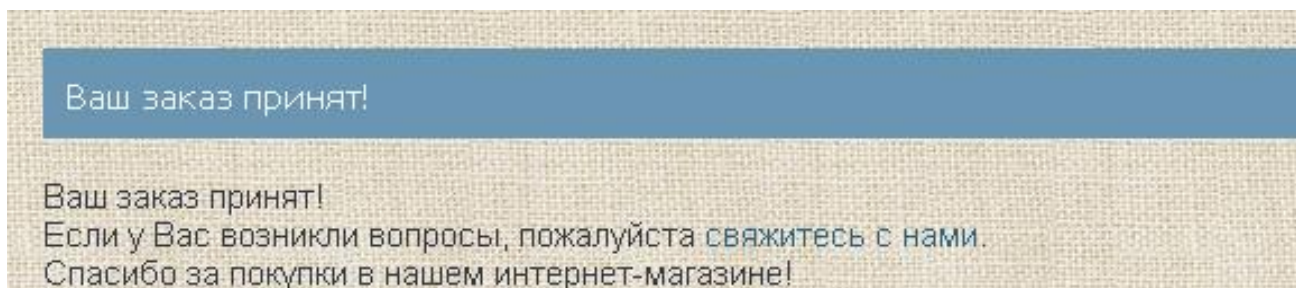 Ваш заказ принят!
Ваш заказ принят!
Если у Вас возникли вопросы, пожалуйста свяжитесь с нами.
Спасибо за покупки в нашем интернет-магазине!